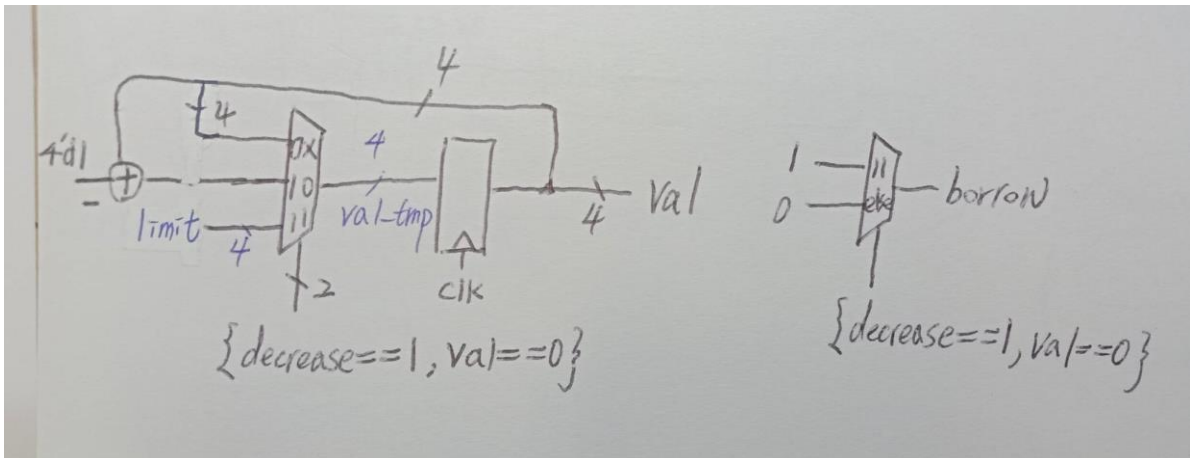 4
4
4'd1
+
-
0x
10
11
limit
4
4
val_tmp
clk
4
val
2
{decrease==1, val==0}
1
0
11
else
borrow
{decrease==1, val==0}